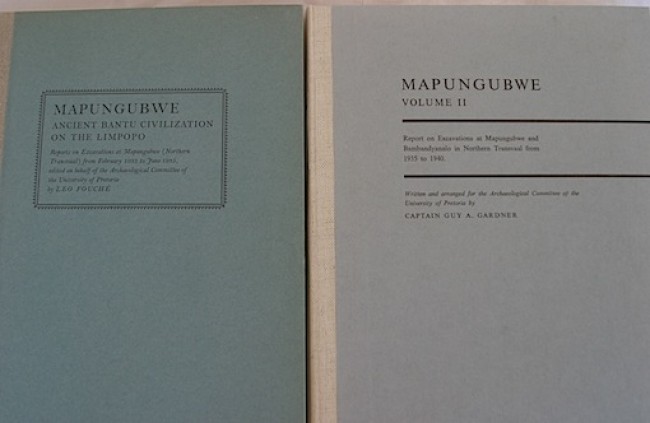 MAPUNGUBWE
ANCIENT BANTU CIVILIZATION
ON THE LIMPOPO
Reports on Excavations at Mapungubwe (Northern
Transvaal) from February 1933 to June 1935,
edited on behalf of the Archaeological Committee of
the University of Pretoria
by LEO FOUCHÉ
MAPUNGUBWE
VOLUME II
Report on Excavations at Mapungubwe and
Bambandyanalo in Northern Transvaal from
1935 to 1940.
Written and arranged for the Archaeological Committee of the
University of Pretoria by
CAPTAIN GUY A. GARDNER